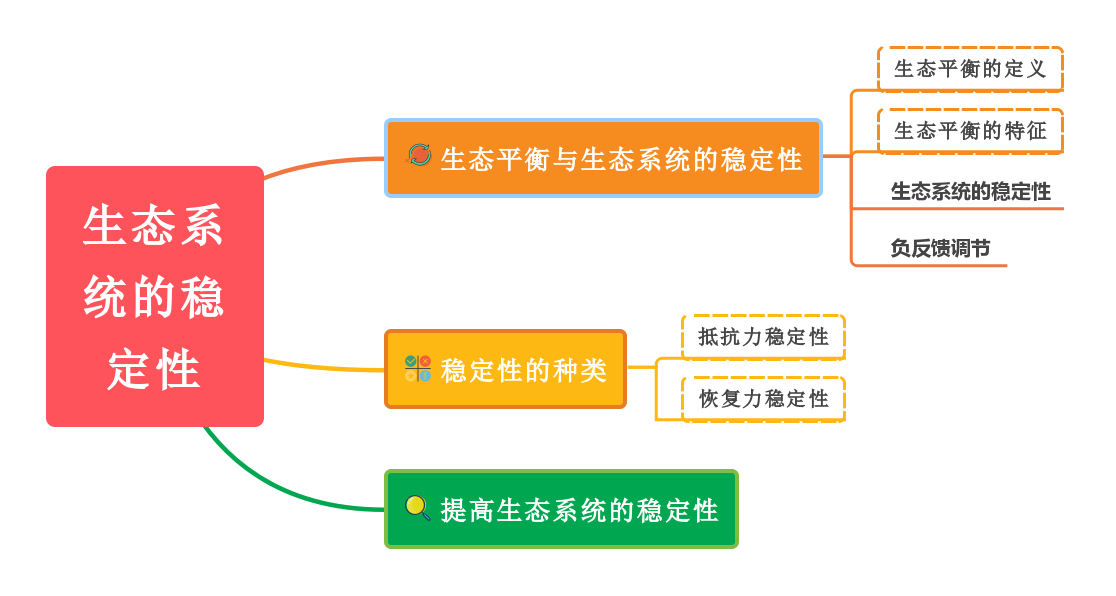 生态系
统的稳
定性
生态平衡与生态系统的稳定性
生态平衡的定义
生态平衡的特征
生态系统的稳定性
负反馈调节
稳定性的种类
抵抗力稳定性
恢复力稳定性
提高生态系统的稳定性